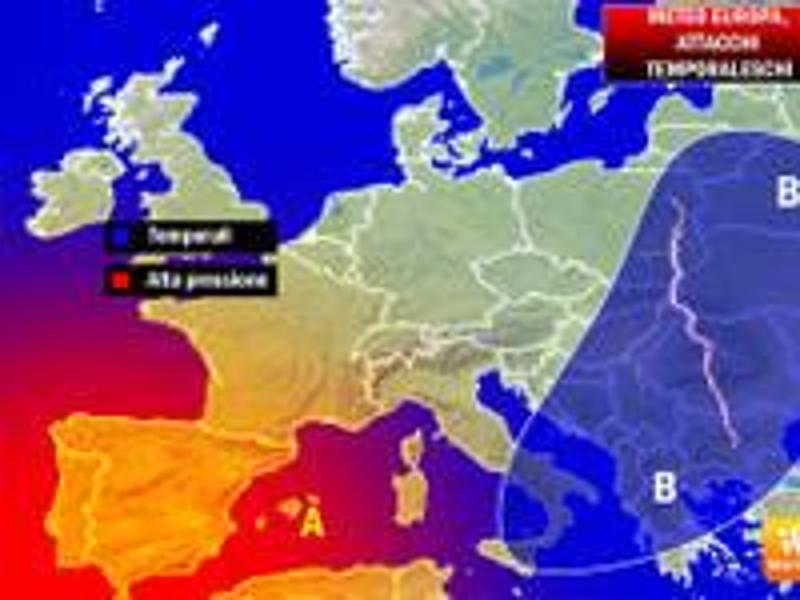 METEO EUROPA,
ATTACCHI
TEMPORALESCHI
B
Temporali
Alta pressione
B
A